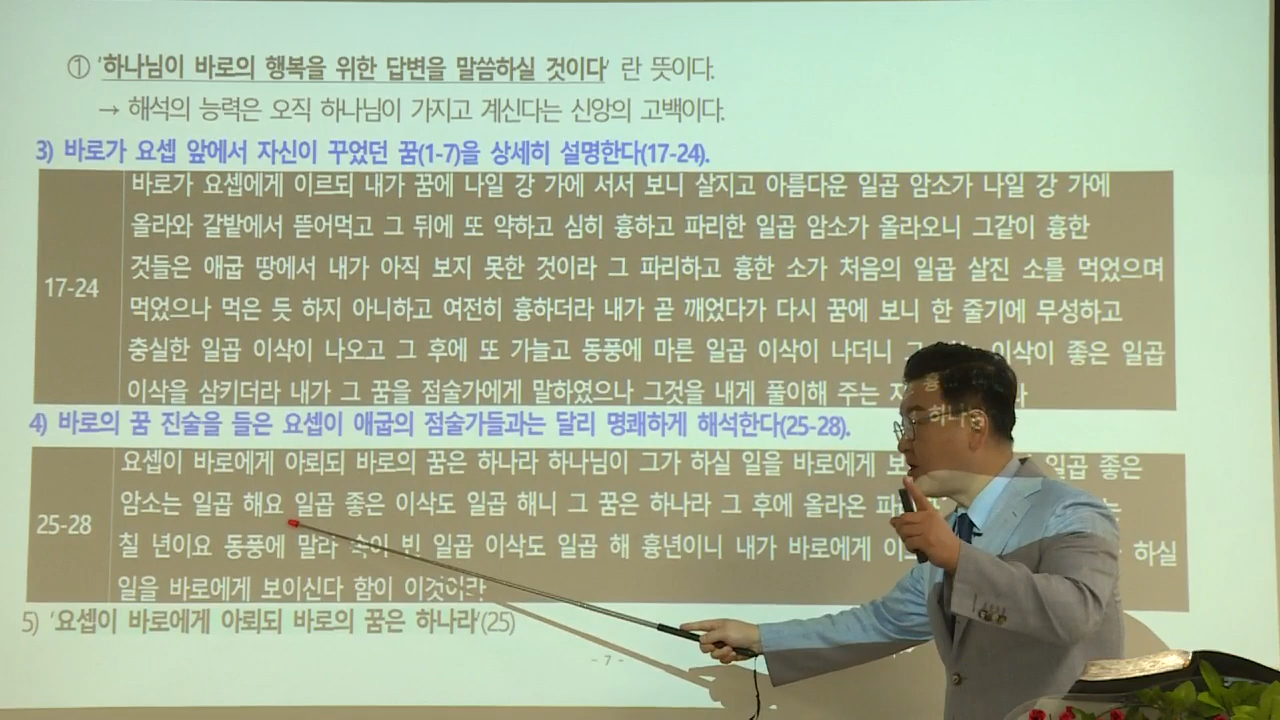 ① '하나님이 바로의 행복을 위한 답변을 말씀하실 것이다' 란 뜻이다.
→ 해석의 능력은 오직 하나님이 가지고 계신다는 신앙의 고백이다.
3) 바로가 요셉 앞에서 자신이 꾸었던 꿈(1-7)을 상세히 설명한다(17-24).
바로가 요셉에게 이르되 내가 꿈에 나일 강 가에 서서 보니 살지고 아름다운 일곱 암소가 나일 강 가에
올라와 갈밭에서 뜯어먹고 그 뒤에 또 약하고 심히 흉하고 파리한 일곱 암소가 올라오니 그같이 흉한
17-24 것들은 애굽 땅에서 내가 아직 보지 못한 것이라 그 파리하고 흉한 소가 처음의 일곱 살진 소를 먹었으며
먹었으나 먹은 듯 하지 아니하고 여전히 흉하더라 내가 곧 깨었다가 다시 꿈에 보니 한 줄기에 무성하고
충실한 일곱 이삭이 나오고 그 후에 또 가늘고 동풍에 마른 일곱 이삭이 나더니 이삭이 좋은 일곱
이삭을 삼키더라 내가 그 꿈을 점술가에게 말하였으나 그것을 내게 풀이해 주는
4) 바로의 꿈 진술을 들은 요셉이 애굽의 점술가들과는 달리 명쾌하게 해석한다(25-28).
요셉이 바로에게 아뢰되 바로의 꿈은 하나라 하나님이 그가 하실 일을 바로에게 일곱 좋은
암소는 일곱 해요 일곱 좋은 이삭도 일곱 해니 그 꿈은 하나라 그 후에 올라온
25-28 칠 년이요 동풍에 말라 속이 빈 일곱 이삭도 일곱 해 흉년이니 내가 바로에게 하실
일을 바로에게 보이신다 함이 이것이라
5) '요셉이 바로에게 아뢰되 바로의 꿈은 하나라'(25)
- 7 -